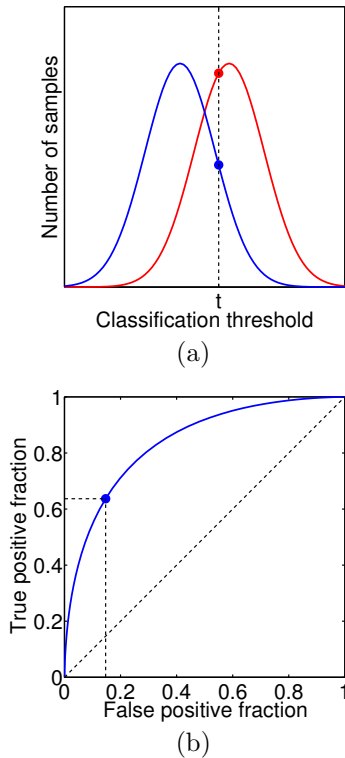 Number of samples
t
Classification threshold
(a)
True positive fraction
1
0.8
0.6
0.4
0.2
0
0 0.2 0.4 0.6 0.8 1
False positive fraction
(b)